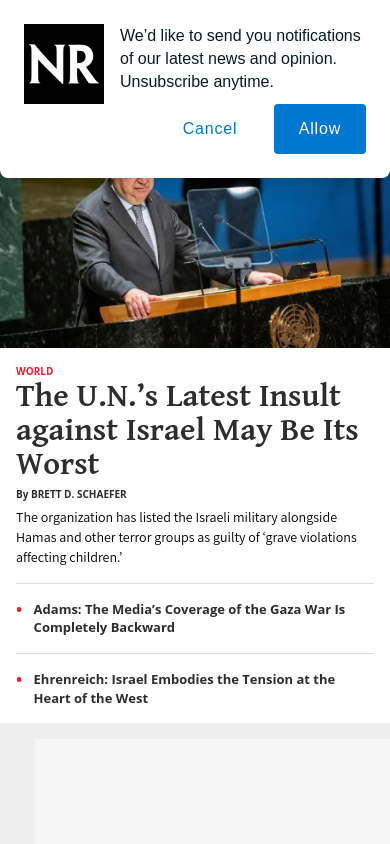 NR
We’d like to send you notifications
of our latest news and opinion.
Unsubscribe anytime.
Cancel
Allow
WORLD
The U.N.’s Latest Insult
against Israel May Be Its
Worst
By BRETT D. SCHAEFER
The organization has listed the Israeli military alongside
Hamas and other terror groups as guilty of ‘grave violations
affecting children.’
• Adams: The Media’s Coverage of the Gaza War Is
Completely Backward
• Ehrenreich: Israel Embodies the Tension at the
Heart of the West